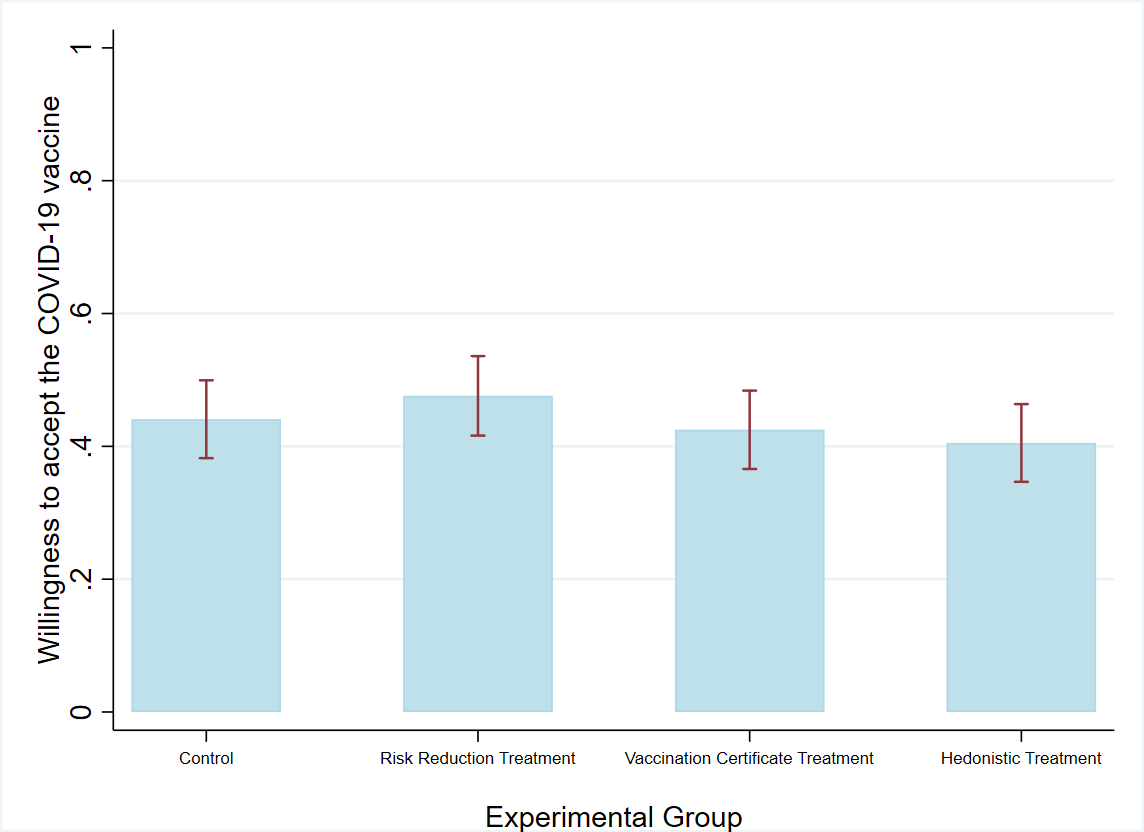 Willingness to accept the COVID-19 vaccine
1
.8
.6
.4
.2
0
Control
Risk Reduction Treatment
Vaccination Certificate Treatment
Hedonistic Treatment
Experimental Group